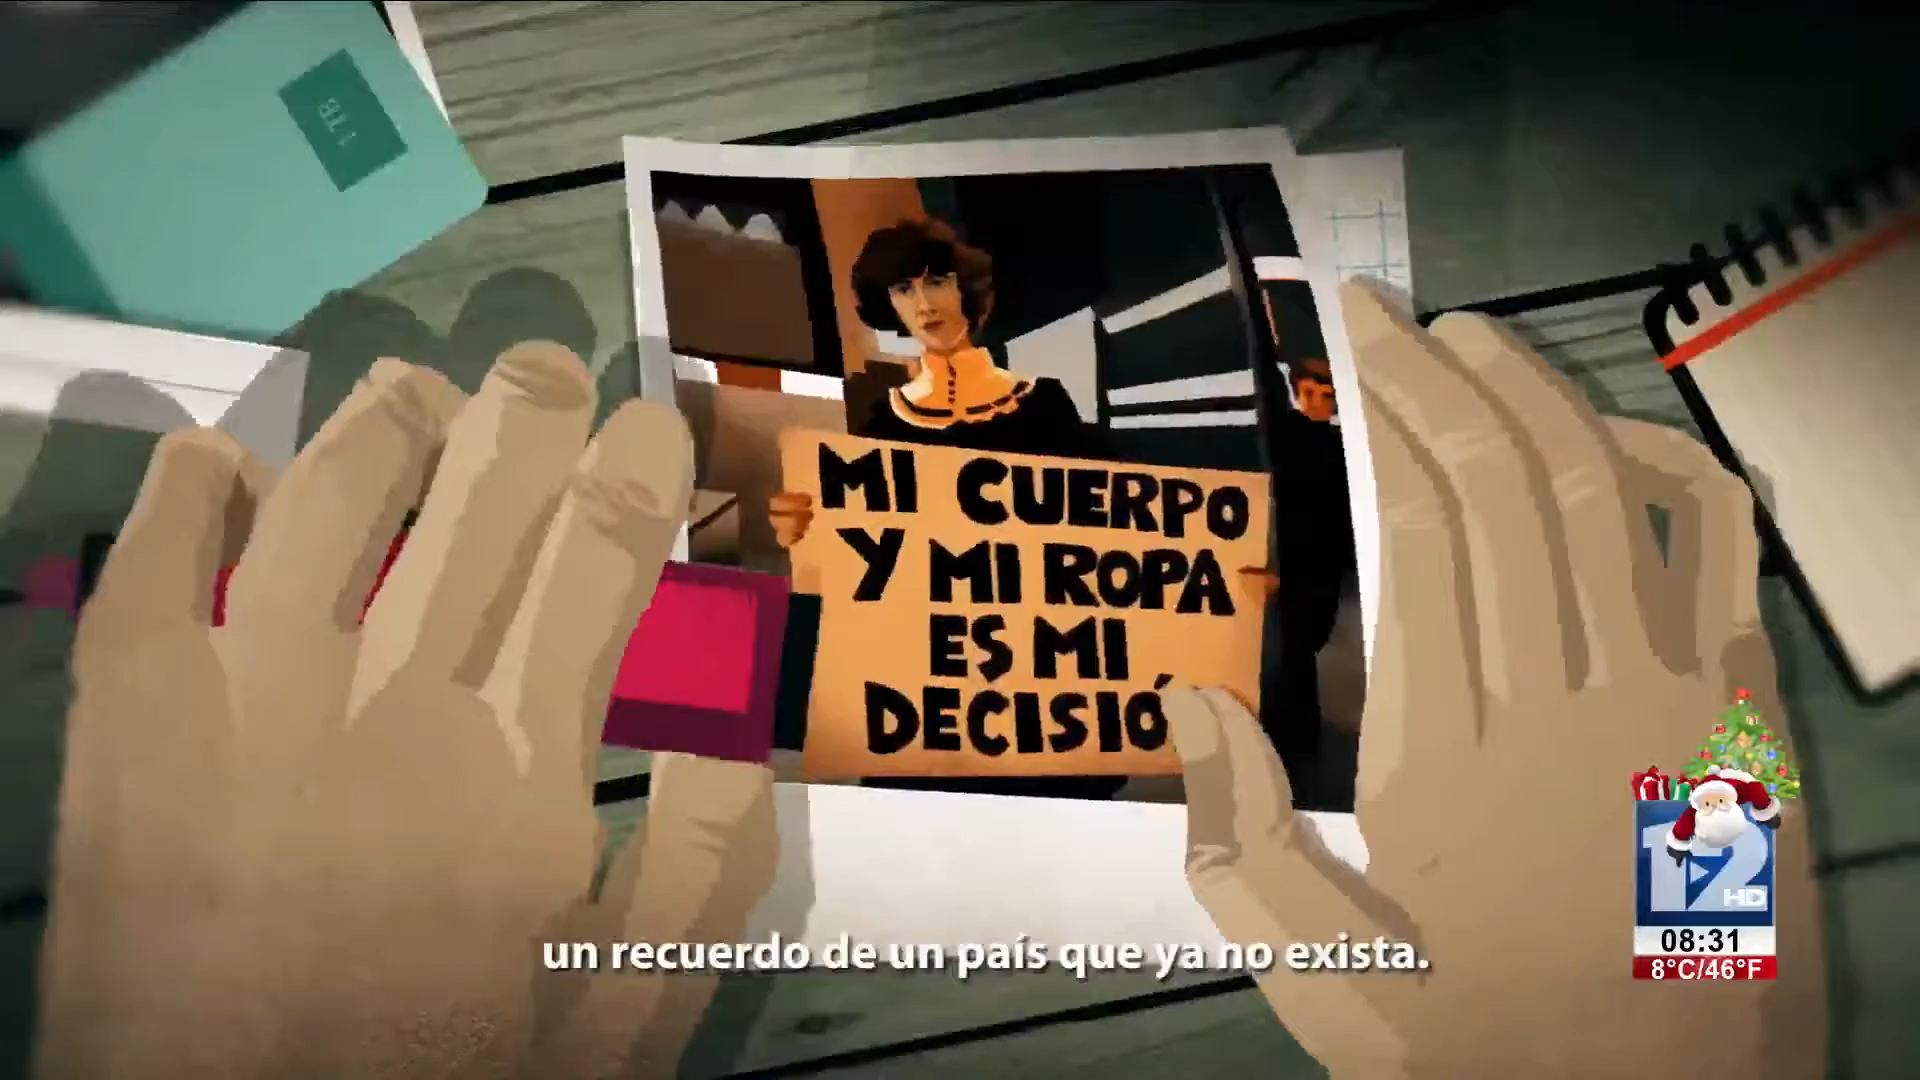 1 TB
MI CUERPO
Y MI ROPA
ES MI
DECISIÓ
un recuerdo de un país que ya no exista.
12
HD
08:31
8°C/46°F